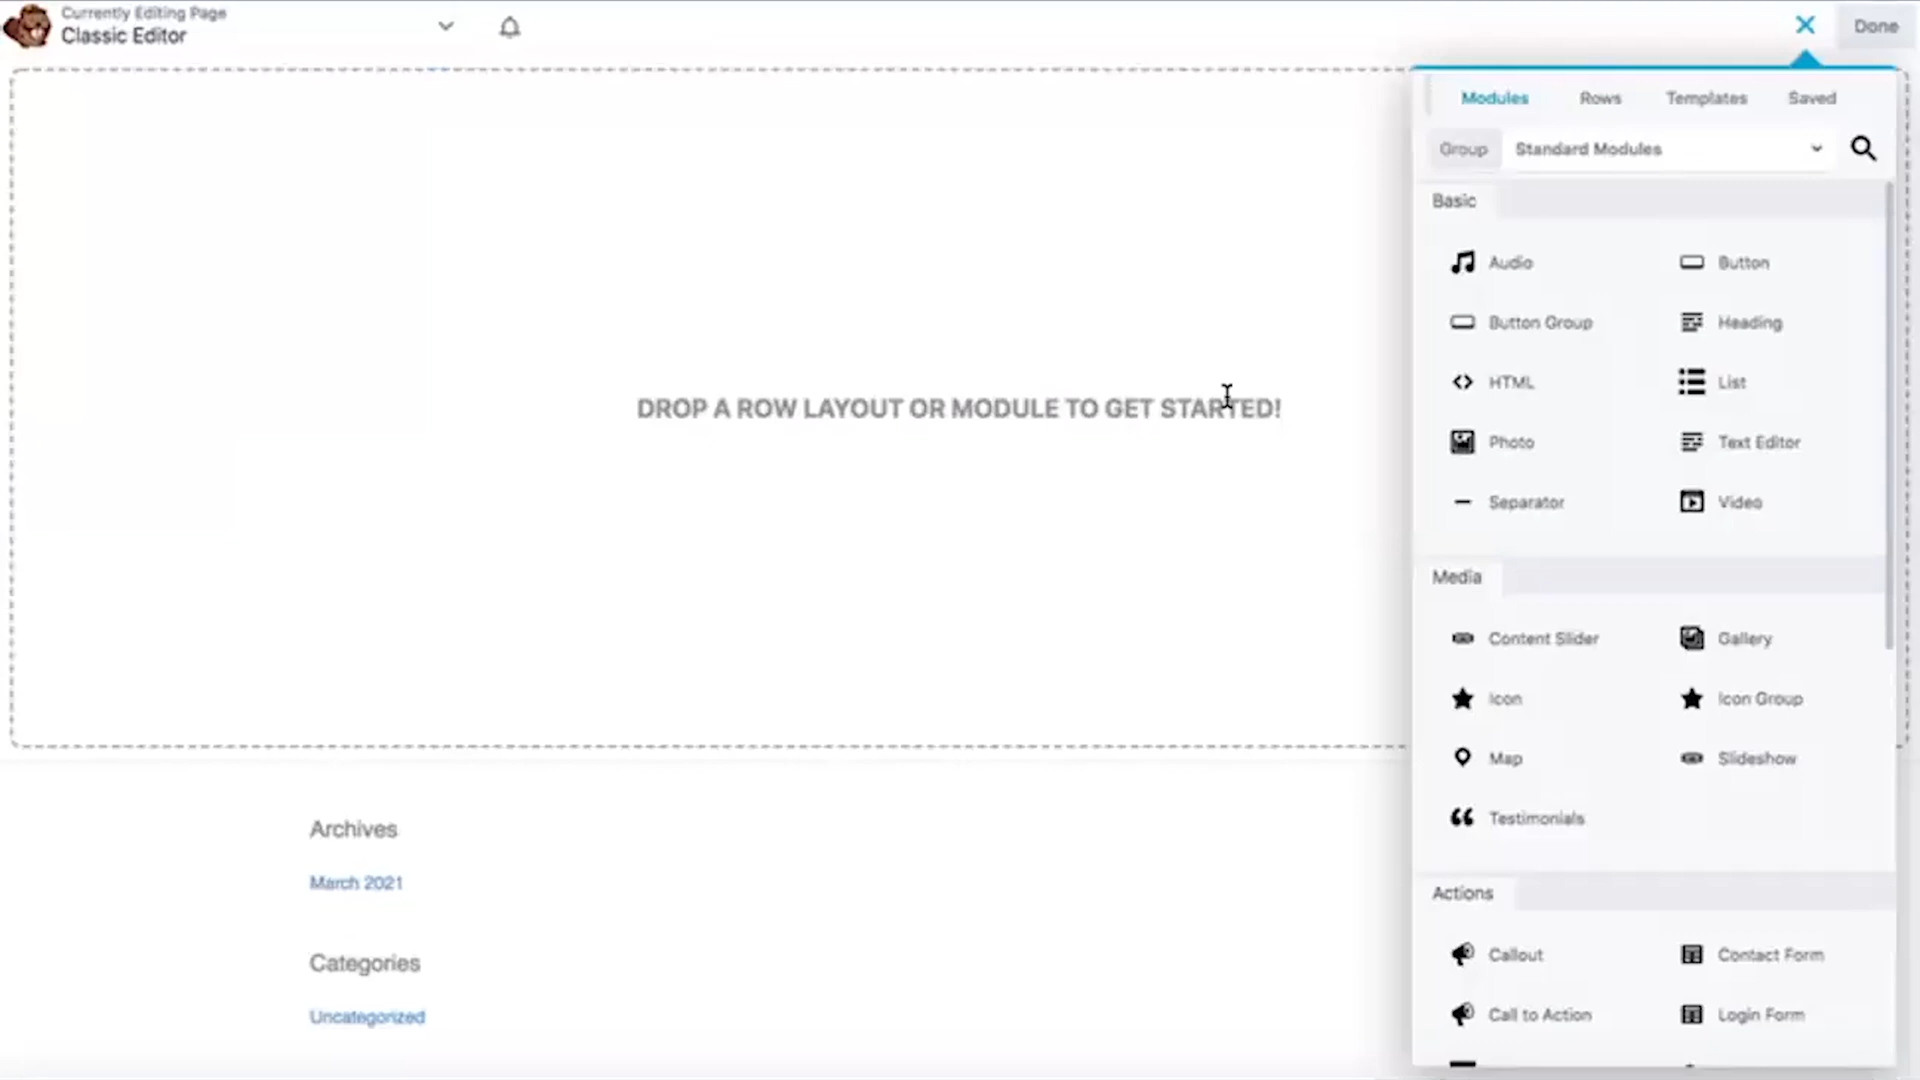 Currently Editing Page
Classic Editor
Done
Modules
Rows
Templates
Saved
Group
Standard Modules
Basic
Audio
Button
Button Group
Heading
HTML
List
Photo
Text Editor
Separator
Video
DROP A ROW LAYOUT OR MODULE TO GET STARTED!
Media
Content Slider
Gallery
Icon
Icon Group
Map
Slideshow
Testimonials
Actions
Callout
Contact Form
Call to Action
Login Form
Archives
March 2021
Categories
Uncategorized